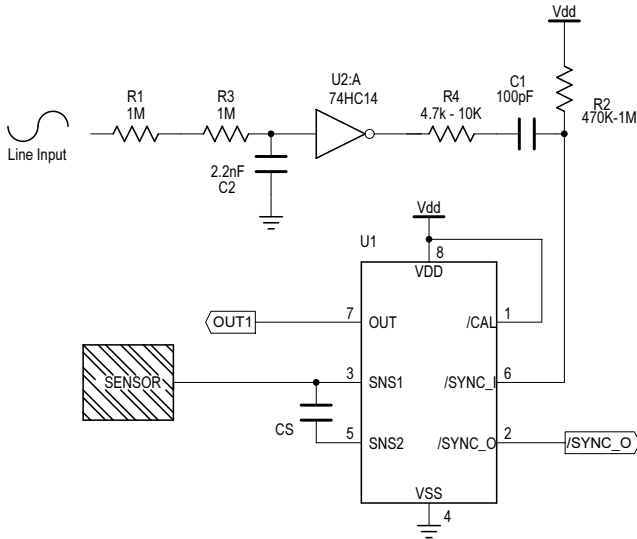 Vdd
U2:A
74HC14
R1
1M
R3
1M
R4
4.7k - 10K
C1
100pF
R2
470K-1M
Line Input
2.2nF
C2
Vdd
U1
8
VDD
OUT1
7
OUT
/CAL
1
SENSOR
3
SNS1
/SYNC_I
6
CS
5
SNS2
/SYNC_O
2
/SYNC_O
VSS
4